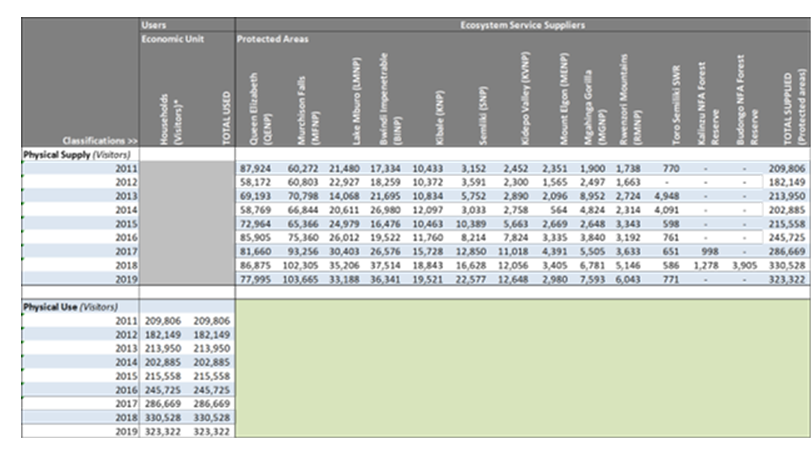 Users Ecosystem Service Suppliers
Economic Unit Protected Areas
Classifications >> Households (Visitors)* TOTAL USED Queen Elizabeth (QENP) Murchison Falls (MFNP) Lake Mburo (LMNP) Bwindi Impenetrable (BINP) Kibale (KNP) Semiliki (SNP) Kidepo Valley (KVNP) Mount Elgon (MENP) Mgahinga Gorilla (MGNP) Rwenzori Mountains (RMNP) Toro Semiliki SWR Kalinzu NFA Forest Reserve Budongo NFA Forest Reserve TOTAL SUPPLIED (Protected areas)
Physical Supply (Visitors)
2011 87,924 60,272 21,480 17,334 10,433 3,152 2,452 2,351 1,900 1,738 770 - - 209,806
2012 58,172 60,803 22,927 18,259 10,372 3,591 2,300 1,565 2,497 1,663 - - - 182,149
2013 69,193 70,798 14,068 21,695 10,834 5,752 2,890 2,096 8,952 2,724 4,948 - - 213,950
2014 58,769 66,844 20,611 26,980 12,097 3,033 2,758 564 4,824 2,314 4,091 - - 202,885
2015 72,964 65,366 24,979 16,476 10,463 10,389 5,663 2,669 2,648 3,343 598 - - 215,558
2016 85,905 75,360 26,012 19,522 11,760 8,214 7,824 3,335 3,840 3,192 761 - - 245,725
2017 81,660 93,256 30,403 26,576 15,728 12,850 11,018 4,391 5,505 3,633 651 998 - 286,669
2018 86,875 102,305 35,206 37,514 18,843 16,628 12,056 3,405 6,781 5,146 586 1,278 3,905 330,528
2019 77,995 103,665 33,188 36,341 19,521 22,577 12,648 2,980 7,593 6,043 771 - - 323,322
Physical Use (Visitors)
2011 209,806 209,806
2012 182,149 182,149
2013 213,950 213,950
2014 202,885 202,885
2015 215,558 215,558
2016 245,725 245,725
2017 286,669 286,669
2018 330,528 330,528
2019 323,322 323,322